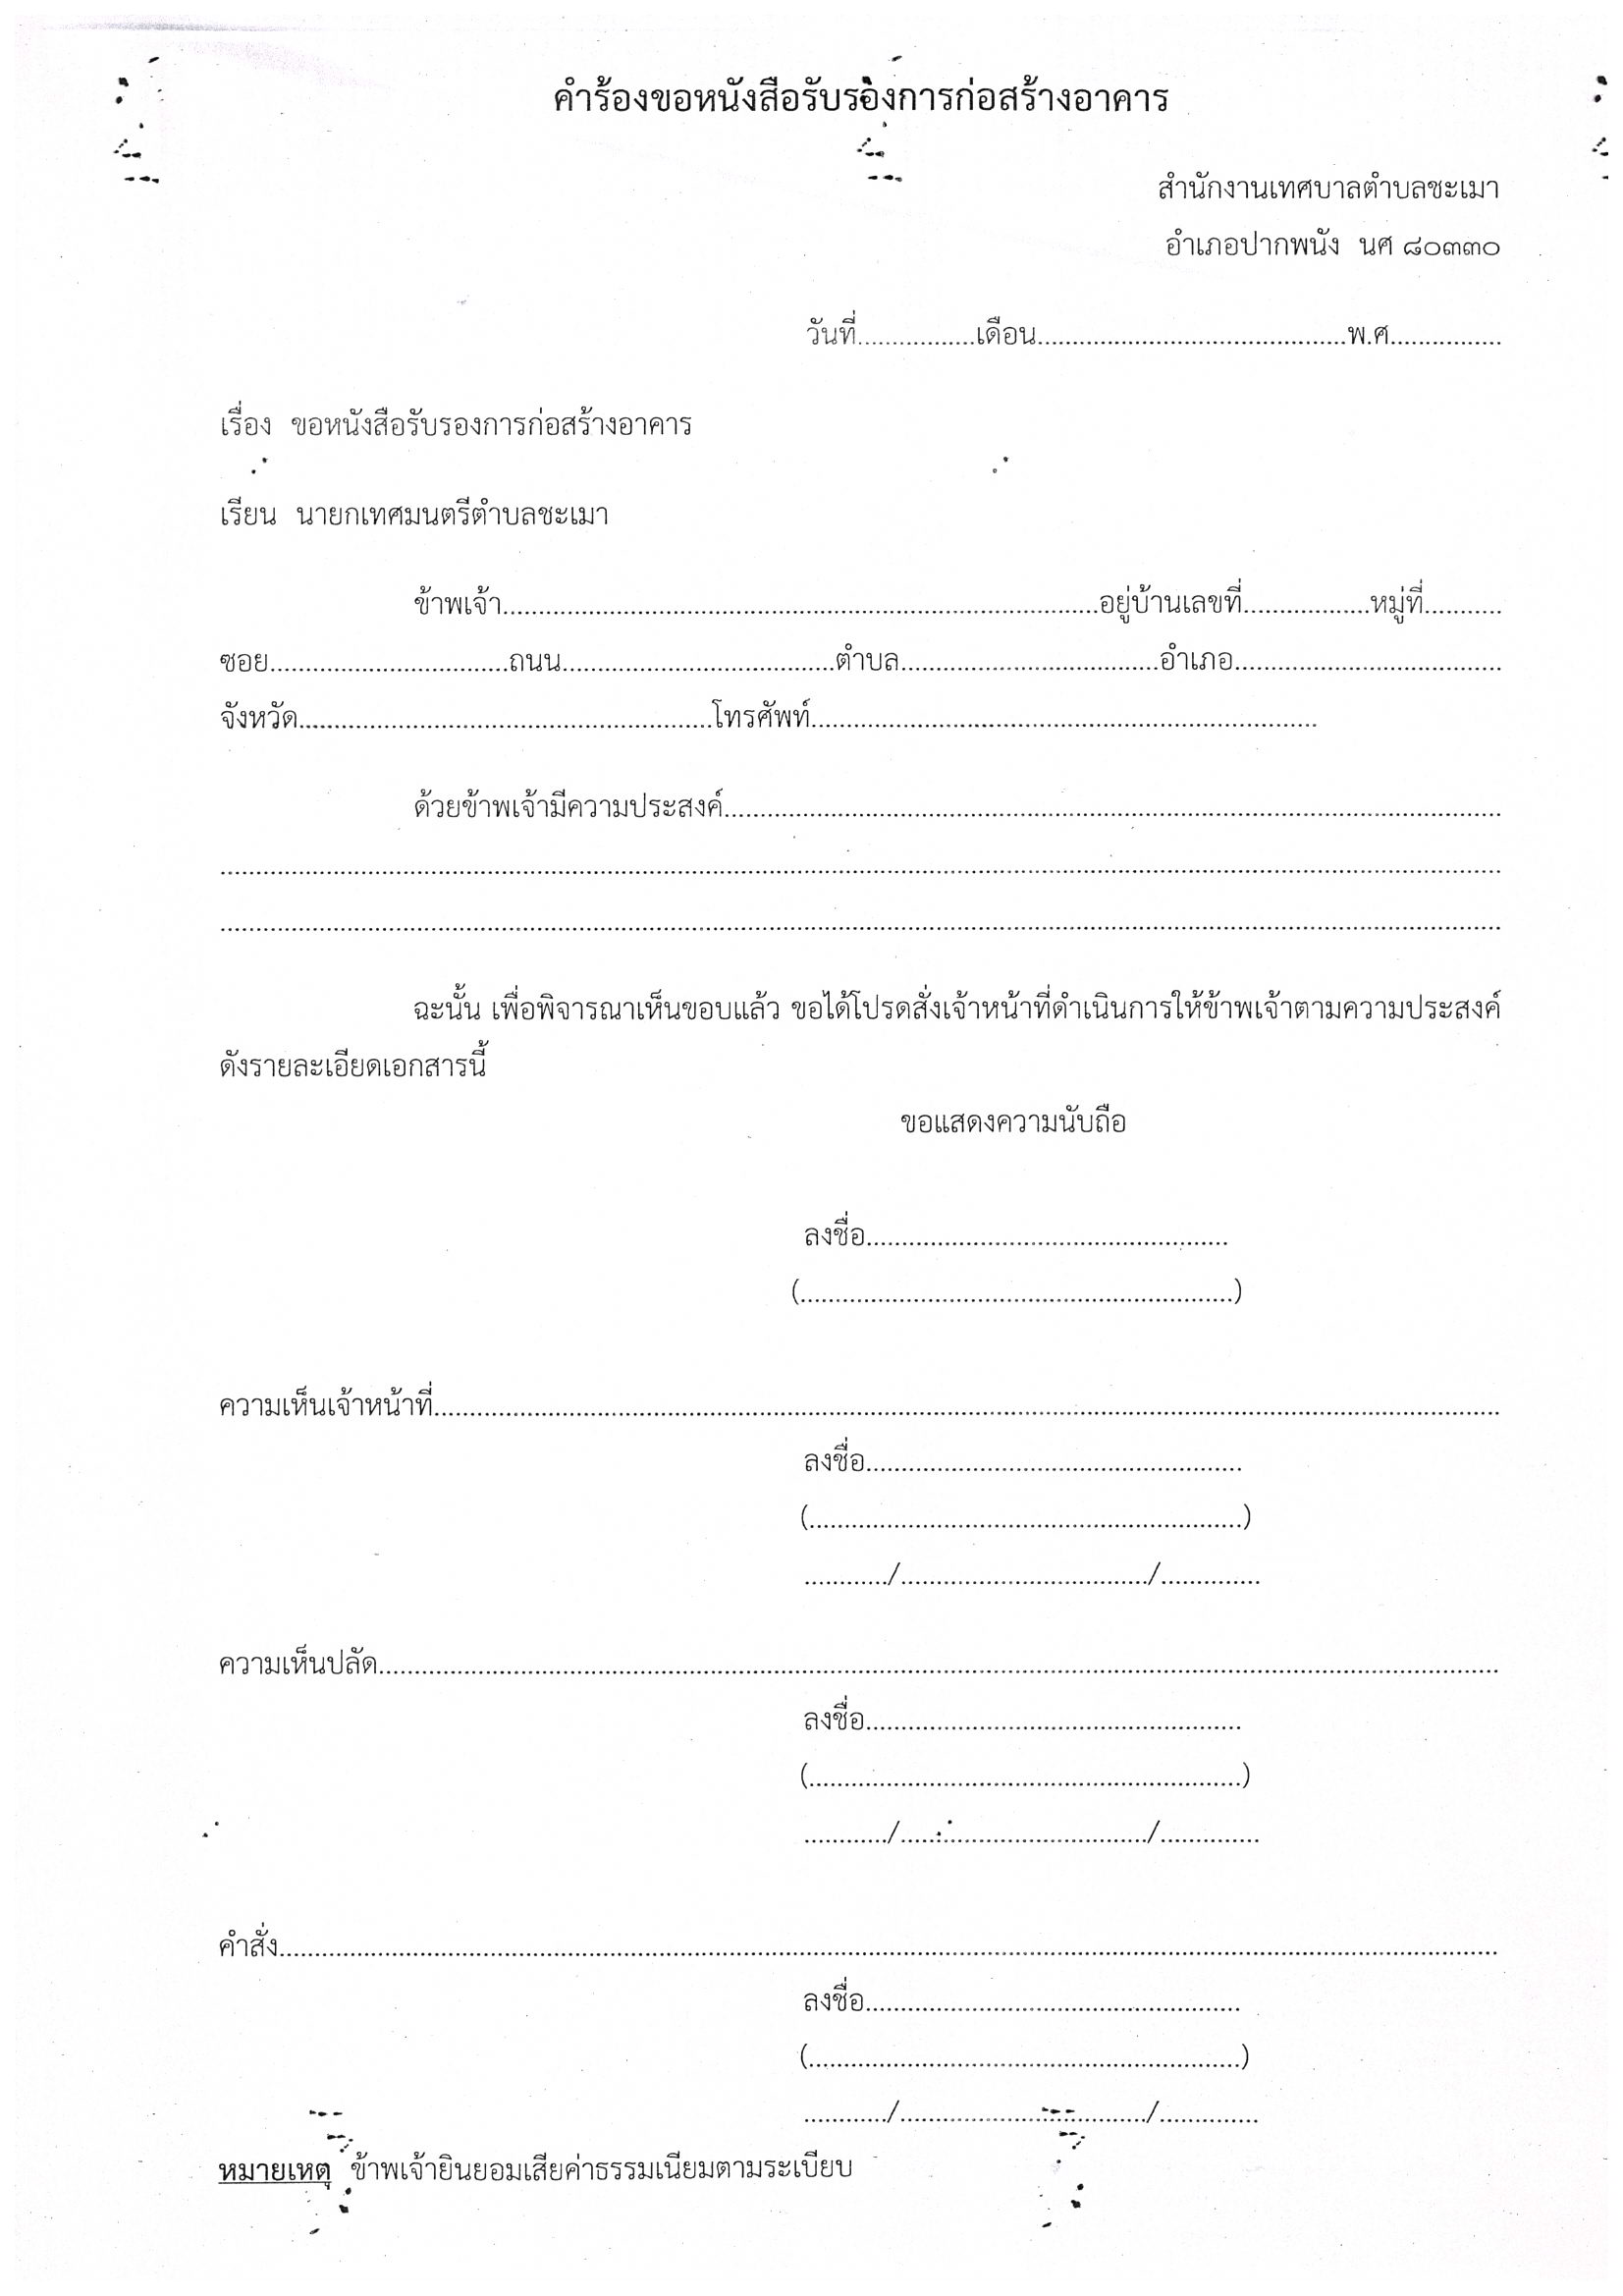 คำร้องขอหนังสือรับรองการก่อสร้างอาคาร
สำนักงานเทศบาลตำบลชะเมา
อำเภอปากพนัง นศ ๘๐๓๓๐
วันที่.................เดือน.............................................พ.ศ................
เรื่อง ขอหนังสือรับรองการก่อสร้างอาคาร
เรียน นายกเทศมนตรีตำบลชะเมา
ข้าพเจ้า......................................................................................อยู่บ้านเลขที่..................หมู่ที่...........
ซอย..................................ถนน.......................................ตำบล.....................................อำเภอ......................................
จังหวัด...........................................................โทรศัพท์.........................................................................
ด้วยข้าพเจ้ามีความประสงค์................................................................................................................
........................................................................................................................................................................................
........................................................................................................................................................................................
ฉะนั้น เพื่อพิจารณาเห็นขอบแล้ว ขอได้โปรดสั่งเจ้าหน้าที่ดำเนินการให้ข้าพเจ้าตามความประสงค์
ดังรายละเอียดเอกสารนี้
ขอแสดงความนับถือ
ลงชื่อ....................................................
(..............................................................)
ความเห็นเจ้าหน้าที่.........................................................................................................................................................
ลงชื่อ......................................................
(..............................................................)
............/.................................../..............
ความเห็นปลัด.................................................................................................................................................................
ลงชื่อ......................................................
(..............................................................)
............/.................................../..............
คำสั่ง...............................................................................................................................................................................
ลงชื่อ......................................................
(..............................................................)
............/.................................../..............
หมายเหตุ ข้าพเจ้ายินยอมเสียค่าธรรมเนียมตามระเบียบ